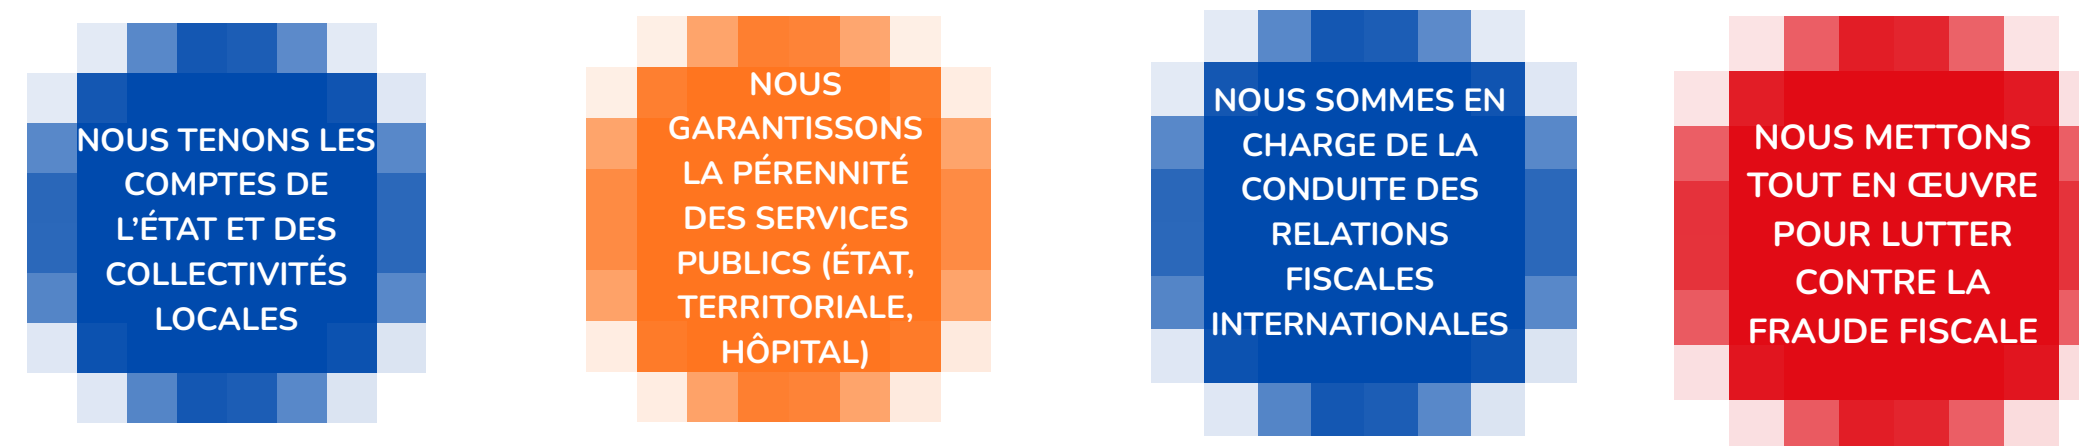 NOUS TENONS LES
COMPTES DE
L’ÉTAT ET DES
COLLECTIVITÉS
LOCALES
NOUS
GARANTISSONS
LA PÉRENNITÉ
DES SERVICES
PUBLICS (ÉTAT,
TERRITORIALE,
HÔPITAL)
NOUS SOMMES EN
CHARGE DE LA
CONDUITE DES
RELATIONS
FISCALES
INTERNATIONALES
NOUS METTONS
TOUT EN ŒUVRE
POUR LUTTER
CONTRE LA
FRAUDE FISCALE